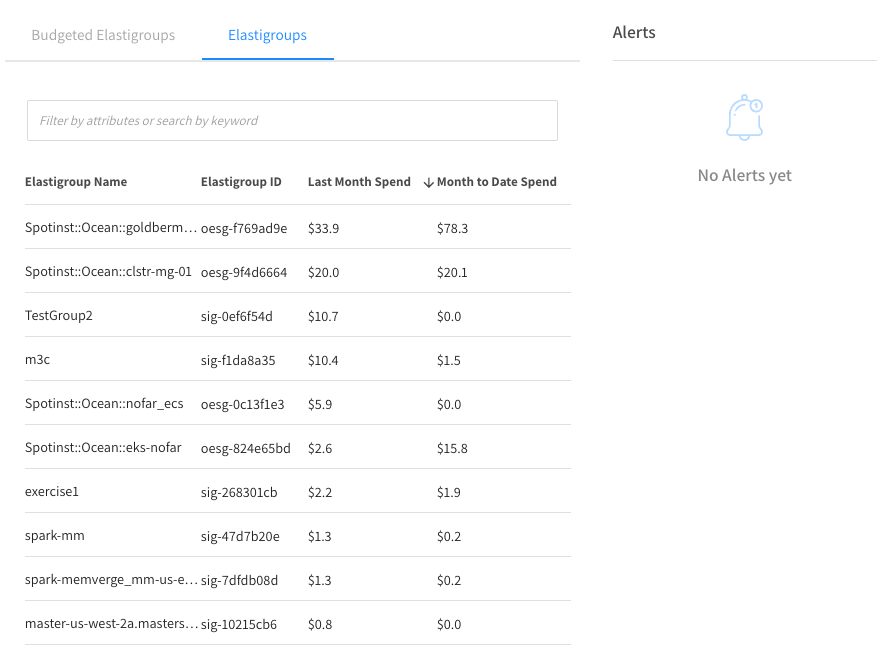 Budgeted Elastigroups Elastigroups
Alerts
Filter by attributes or search by keyword
No Alerts yet
Elastigroup Name Elastigroup ID Last Month Spend ↓ Month to Date Spend
Spotinst::Ocean::goldberm... oesg-f769ad9e $33.9 $78.3
Spotinst::Ocean::clstr-mg-01 oesg-9f4d6664 $20.0 $20.1
TestGroup2 sig-0ef6f54d $10.7 $0.0
m3c sig-f1da8a35 $10.4 $1.5
Spotinst::Ocean::nofar_ecs oesg-0c13f1e3 $5.9 $0.0
Spotinst::Ocean::eks-nofar oesg-824e65bd $2.6 $15.8
exercise1 sig-268301cb $2.2 $1.9
spark-mm sig-47d7b20e $1.3 $0.2
spark-memverge_mm-us-e... sig-7dfdb08d $1.3 $0.2
master-us-west-2a.masters... sig-10215cb6 $0.8 $0.0